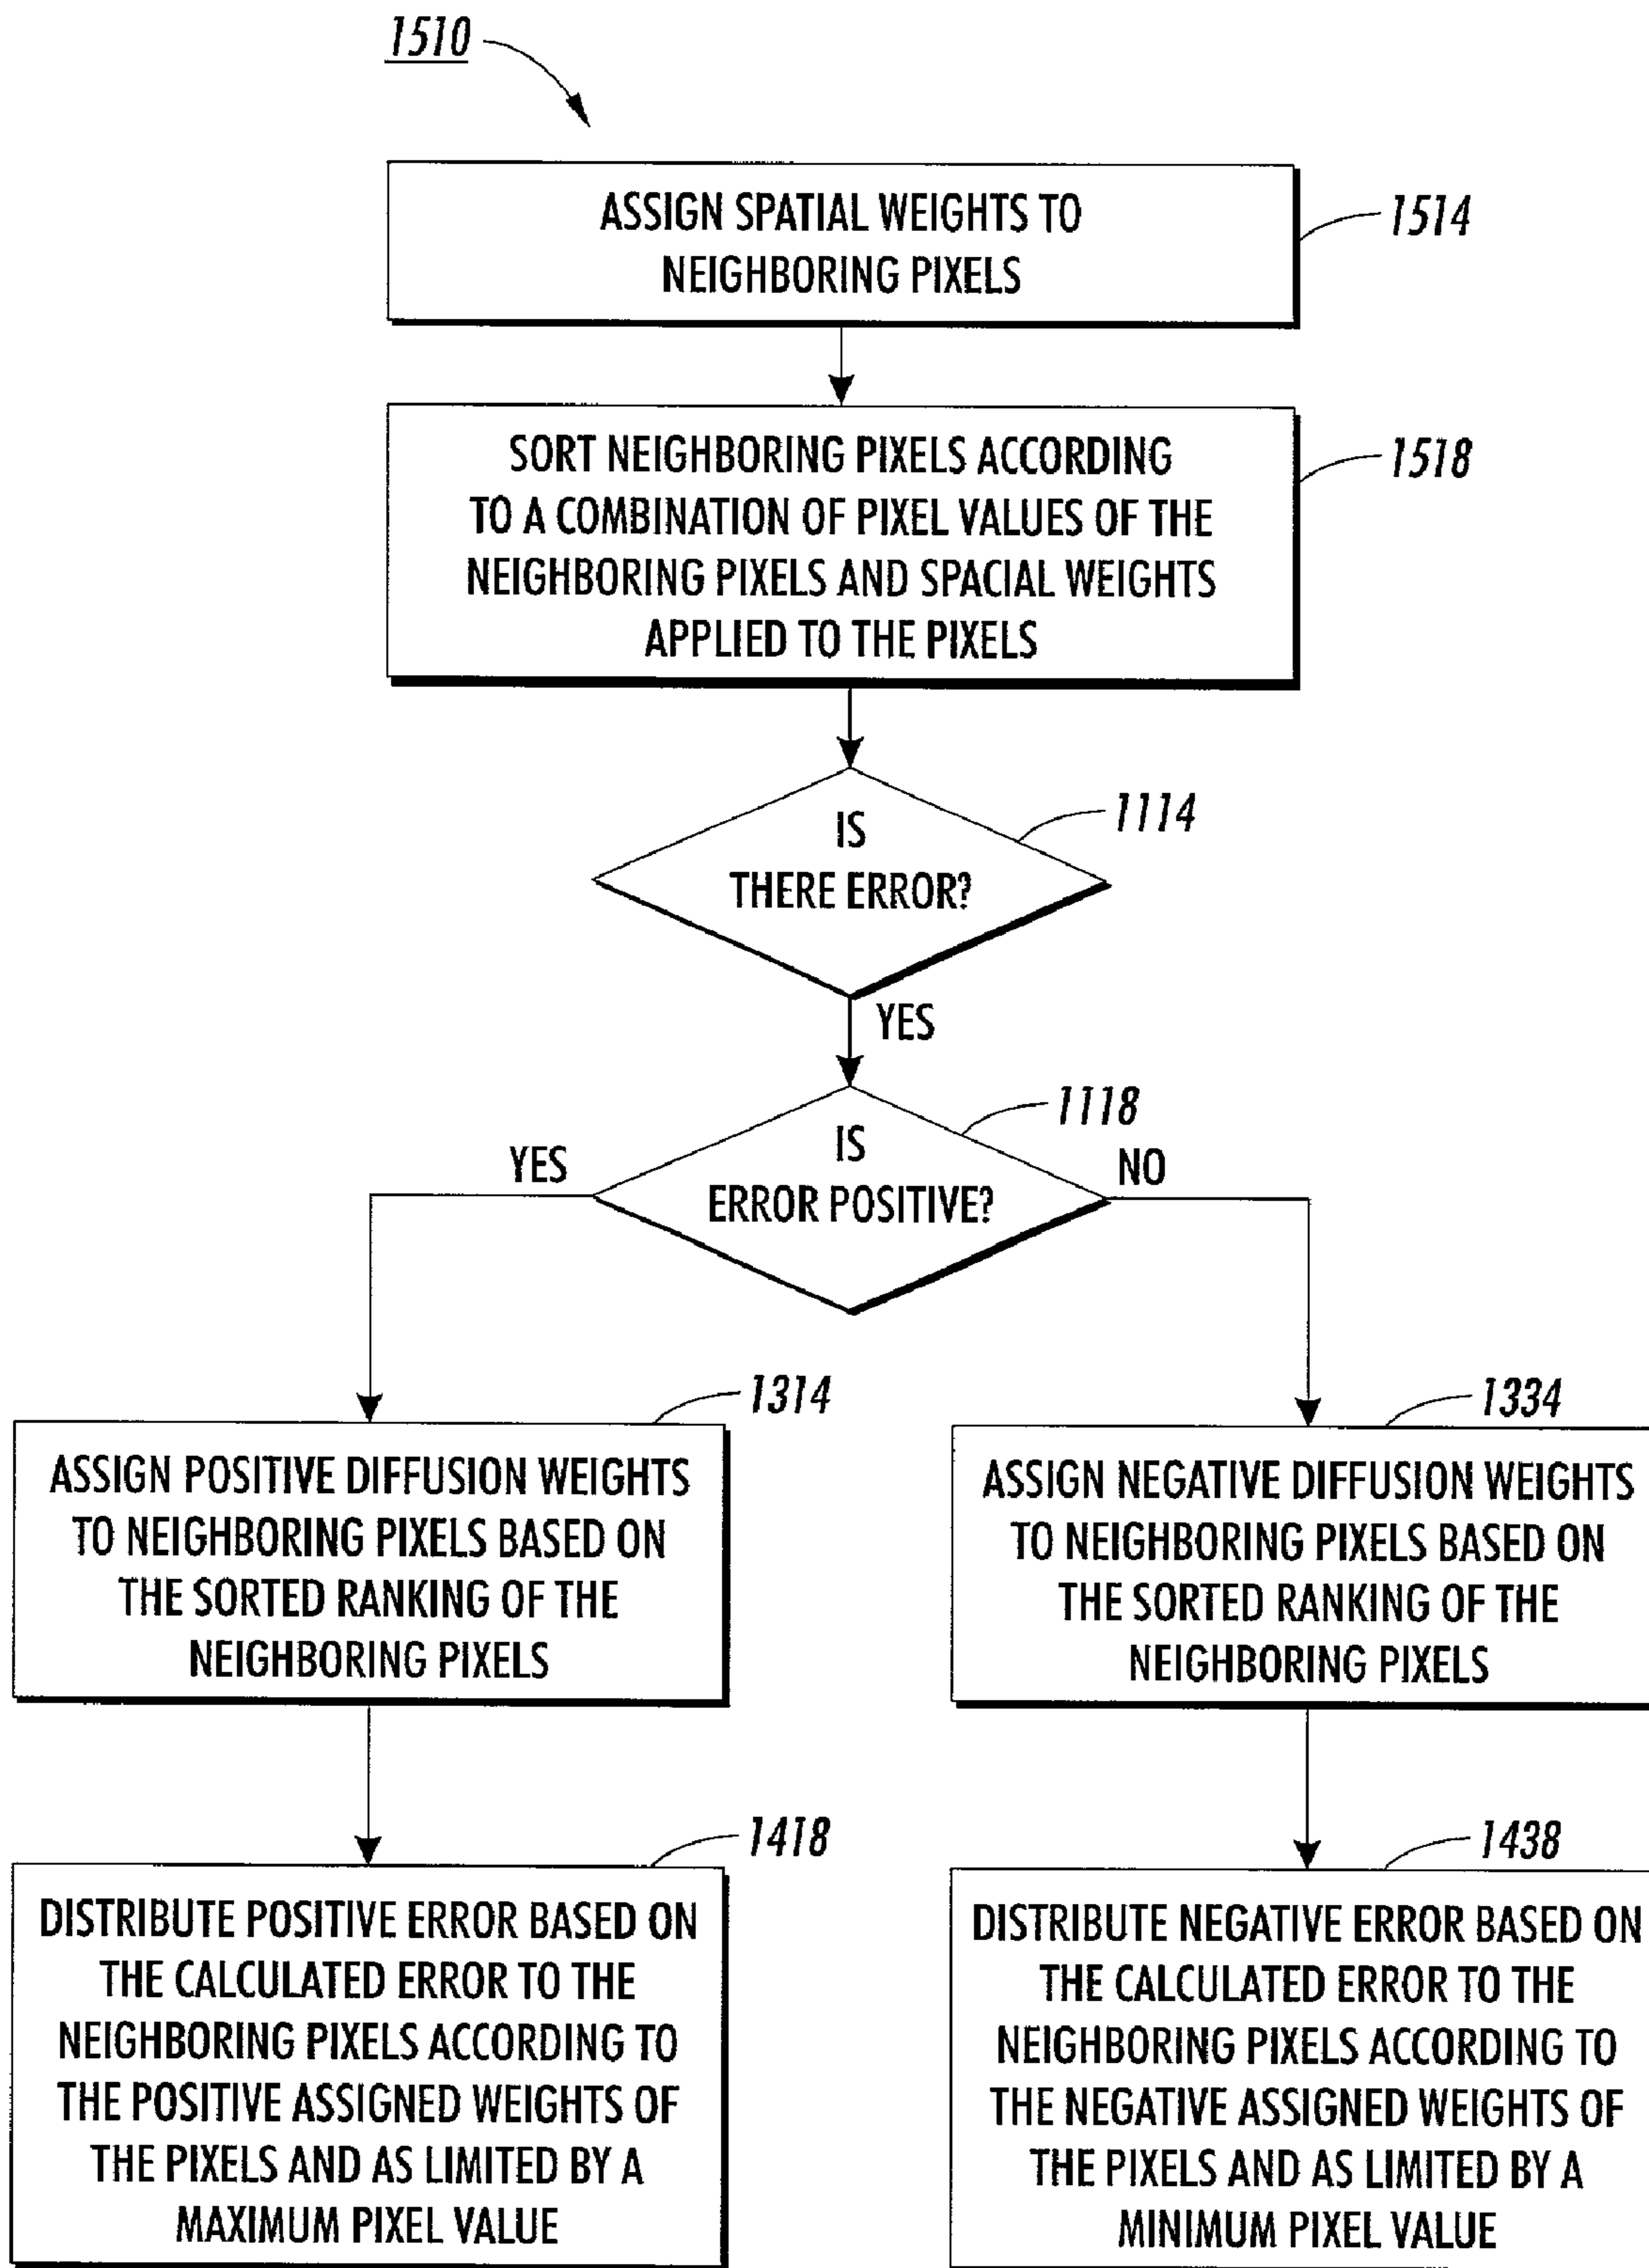 1510
ASSIGN SPATIAL WEIGHTS TO
NEIGHBORING PIXELS
1514
SORT NEIGHBORING PIXELS ACCORDING
TO A COMBINATION OF PIXEL VALUES OF THE
NEIGHBORING PIXELS AND SPACIAL WEIGHTS
APPLIED TO THE PIXELS
1518
IS
THERE ERROR?
1114
YES
IS
ERROR POSITIVE?
1118
YES
NO
ASSIGN POSITIVE DIFFUSION WEIGHTS
TO NEIGHBORING PIXELS BASED ON
THE SORTED RANKING OF THE
NEIGHBORING PIXELS
1314
ASSIGN NEGATIVE DIFFUSION WEIGHTS
TO NEIGHBORING PIXELS BASED ON
THE SORTED RANKING OF THE
NEIGHBORING PIXELS
1334
DISTRIBUTE POSITIVE ERROR BASED ON
THE CALCULATED ERROR TO THE
NEIGHBORING PIXELS ACCORDING TO
THE POSITIVE ASSIGNED WEIGHTS OF
THE PIXELS AND AS LIMITED BY A
MAXIMUM PIXEL VALUE
1418
DISTRIBUTE NEGATIVE ERROR BASED ON
THE CALCULATED ERROR TO THE
NEIGHBORING PIXELS ACCORDING TO
THE NEGATIVE ASSIGNED WEIGHTS OF
THE PIXELS AND AS LIMITED BY A
MINIMUM PIXEL VALUE
1438